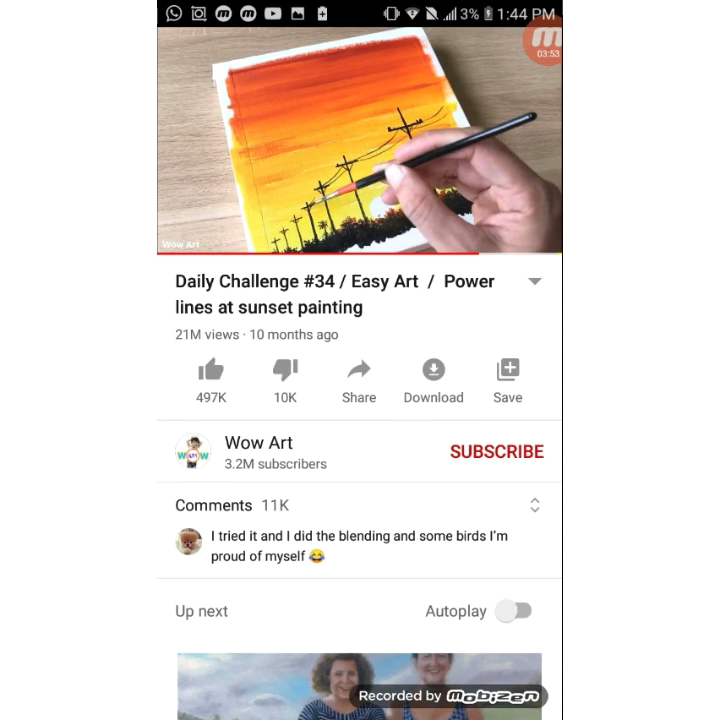 3% 1:44 PM
03:53
Wow Art
Daily Challenge #34 / Easy Art / Power
lines at sunset painting
21M views · 10 months ago
497K 10K Share Download Save
Wow Art
3.2M subscribers
SUBSCRIBE
Comments 11K
I tried it and I did the blending and some birds I'm
proud of myself 😂
Up next Autoplay
Recorded by Mobizen